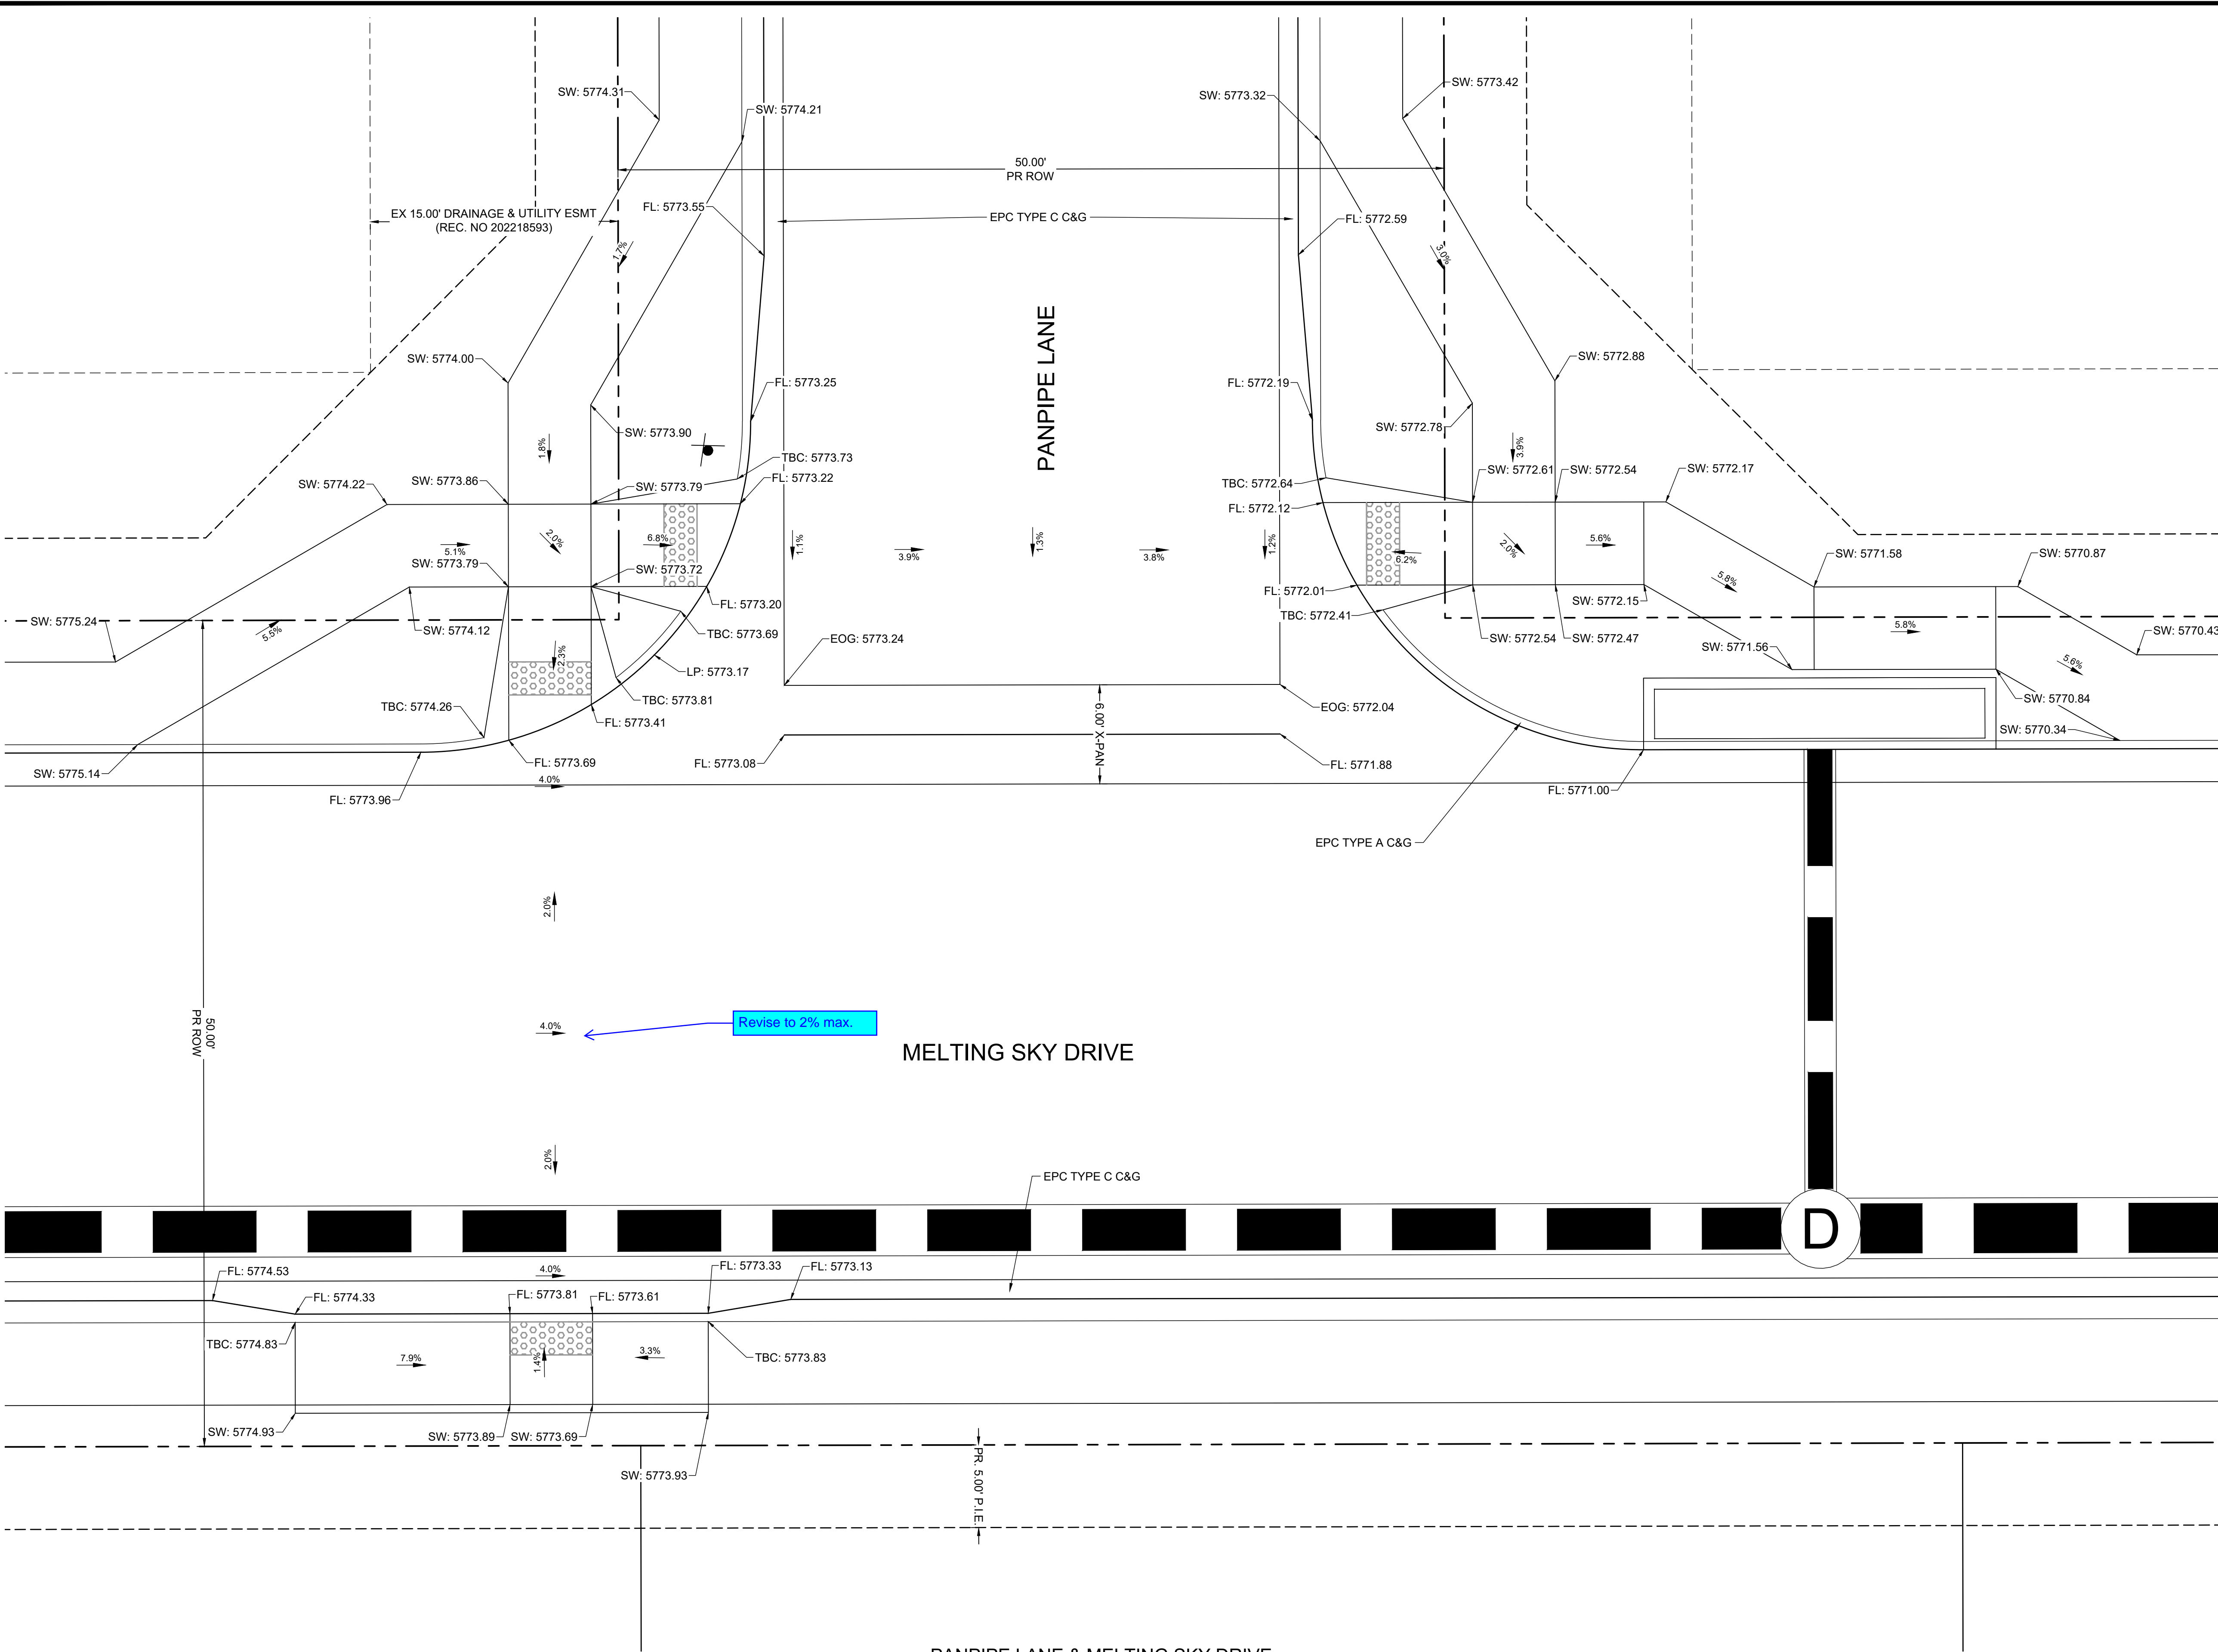 SW: 5774.31
SW: 5774.21
SW: 5773.32
SW: 5773.42
50.00'
PR ROW
EX 15.00' DRAINAGE & UTILITY ESMT
(REC. NO 202218593)
FL: 5773.55
EPC TYPE C C&G
FL: 5772.59
1.7%
3.0%
PANPIPE LANE
SW: 5774.00
SW: 5772.88
FL: 5773.25
FL: 5772.19
SW: 5773.90
SW: 5772.78
1.8%
3.9%
TBC: 5773.73
FL: 5773.22
SW: 5774.22
SW: 5773.86
SW: 5773.79
TBC: 5772.64
FL: 5772.12
SW: 5772.61
SW: 5772.54
SW: 5772.17
5.1%
2.0%
6.8%
1.1%
3.9%
1.3%
3.8%
1.2%
6.2%
2.0%
5.6%
SW: 5771.58
SW: 5770.87
SW: 5773.79
SW: 5773.72
FL: 5773.20
FL: 5772.01
TBC: 5772.41
SW: 5772.15
5.8%
SW: 5775.24
5.5%
SW: 5774.12
TBC: 5773.69
EOG: 5773.24
SW: 5772.54
SW: 5772.47
SW: 5771.56
5.8%
SW: 5770.43
2.3%
LP: 5773.17
5.6%
TBC: 5774.26
TBC: 5773.81
FL: 5773.41
6.00' X-PAN
EOG: 5772.04
SW: 5770.84
SW: 5770.34
SW: 5775.14
FL: 5773.69
FL: 5773.08
FL: 5771.88
4.0%
FL: 5773.96
FL: 5771.00
EPC TYPE A C&G
2.0%
50.00'
PR ROW
4.0%
Revise to 2% max.
MELTING SKY DRIVE
2.0%
EPC TYPE C C&G
D
FL: 5774.53
4.0%
FL: 5773.33
FL: 5773.13
FL: 5774.33
FL: 5773.81
FL: 5773.61
TBC: 5774.83
7.9%
1.4%
3.3%
TBC: 5773.83
SW: 5774.93
SW: 5773.89
SW: 5773.69
SW: 5773.93
PR. 5.00' P.I.E.
PANPIPE LANE & MELTING SKY DRIVE